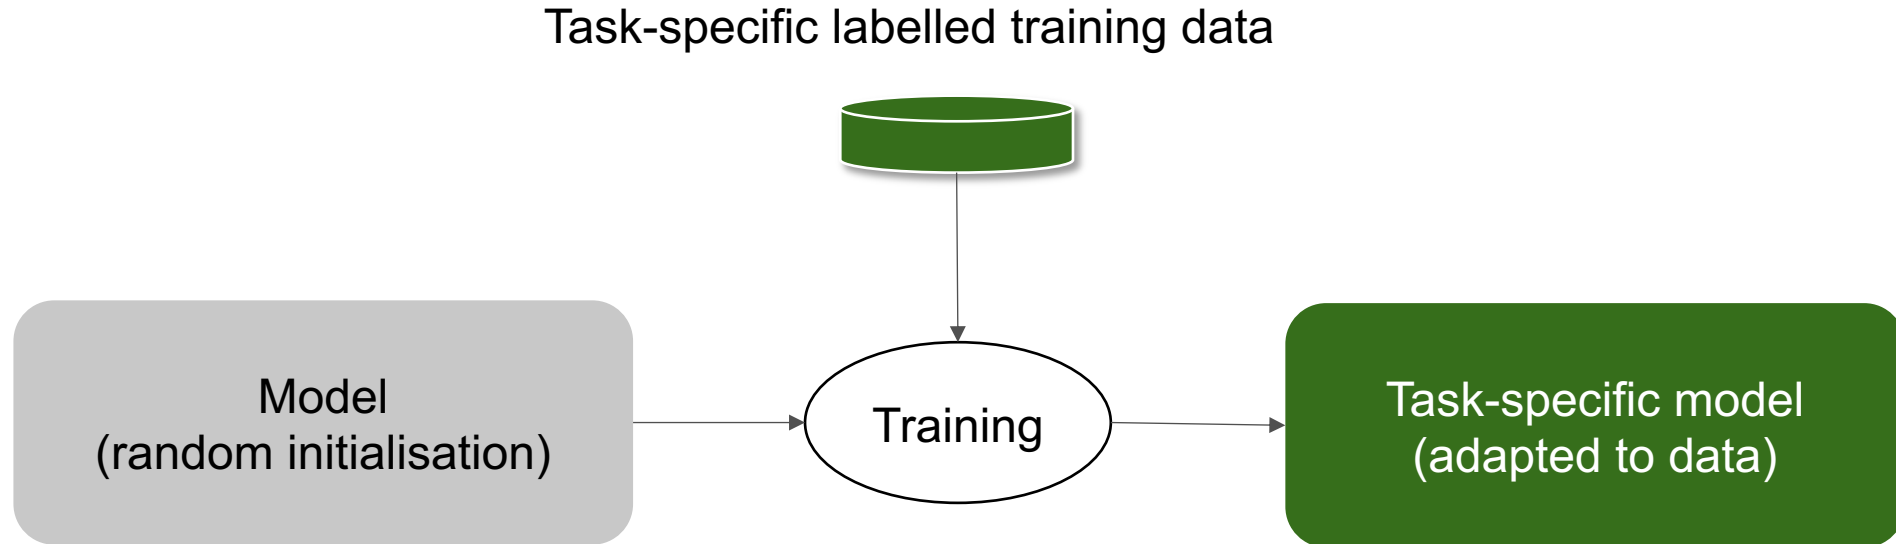 Task-specific labelled training data
Model
(random initialisation)
Training
Task-specific model
(adapted to data)